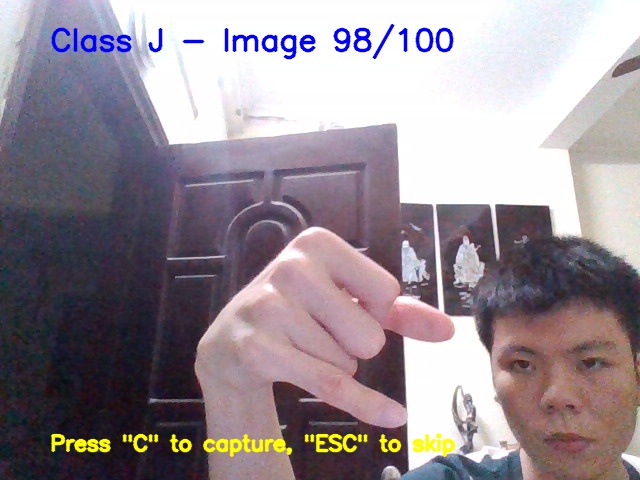 Class J - Image 98/100
Press "C" to capture, "ESC" to skip